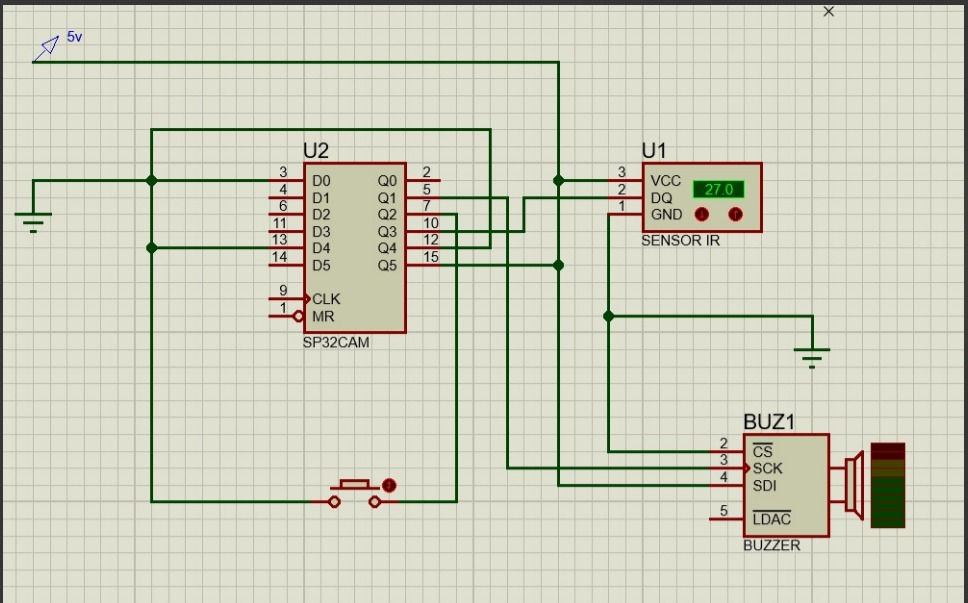 5v
U2
3 D0 Q0 2
4 D1 Q1 5
6 D2 Q2 7
11 D3 Q3 10
13 D4 Q4 12
14 D5 Q5 15
9 CLK
1 MR
SP32CAM
U1
3 VCC 27.0
2 DQ
1 GND
SENSOR IR
BUZ1
2 CS
3 SCK
4 SDI
5 LDAC
BUZZER